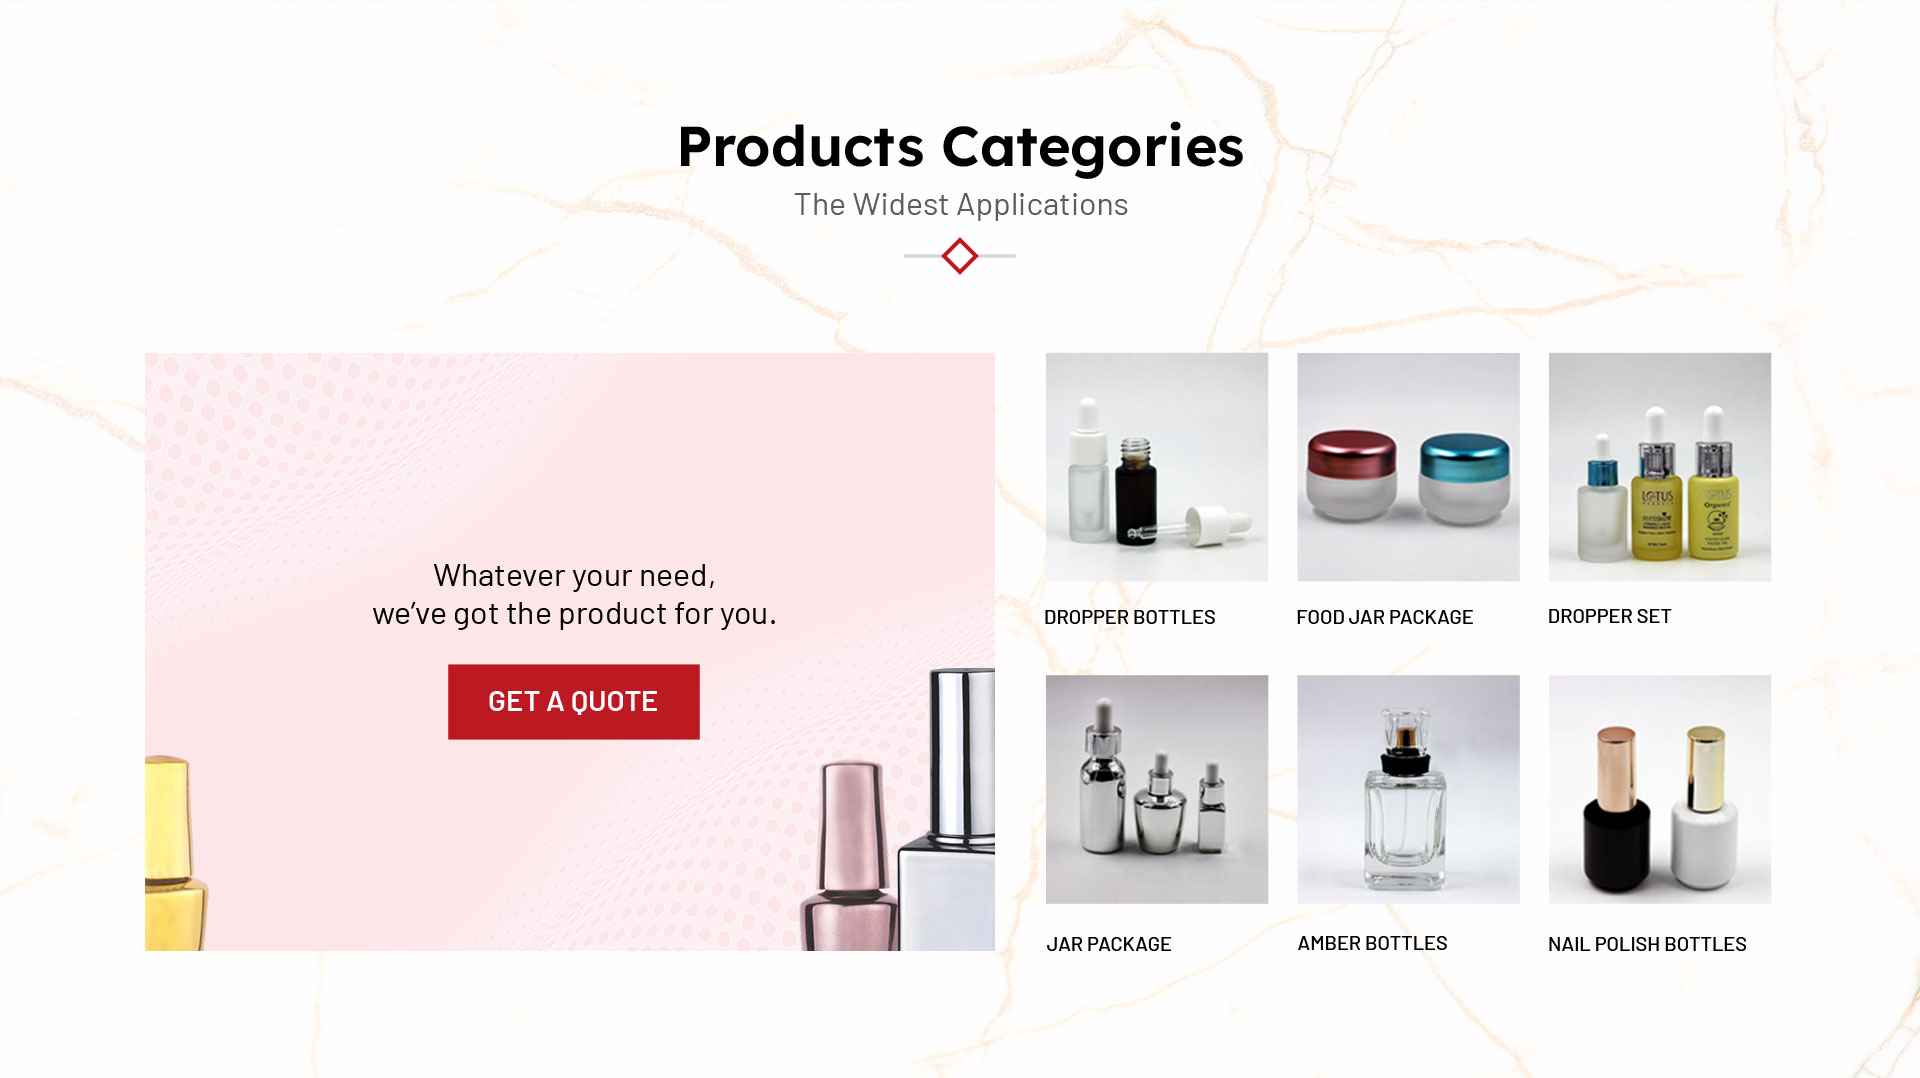 Products Categories
The Widest Applications
Whatever your need,
we've got the product for you.
GET A QUOTE
DROPPER BOTTLES
FOOD JAR PACKAGE
LOTUS
Organics
DROPPER SET
JAR PACKAGE
AMBER BOTTLES
NAIL POLISH BOTTLES